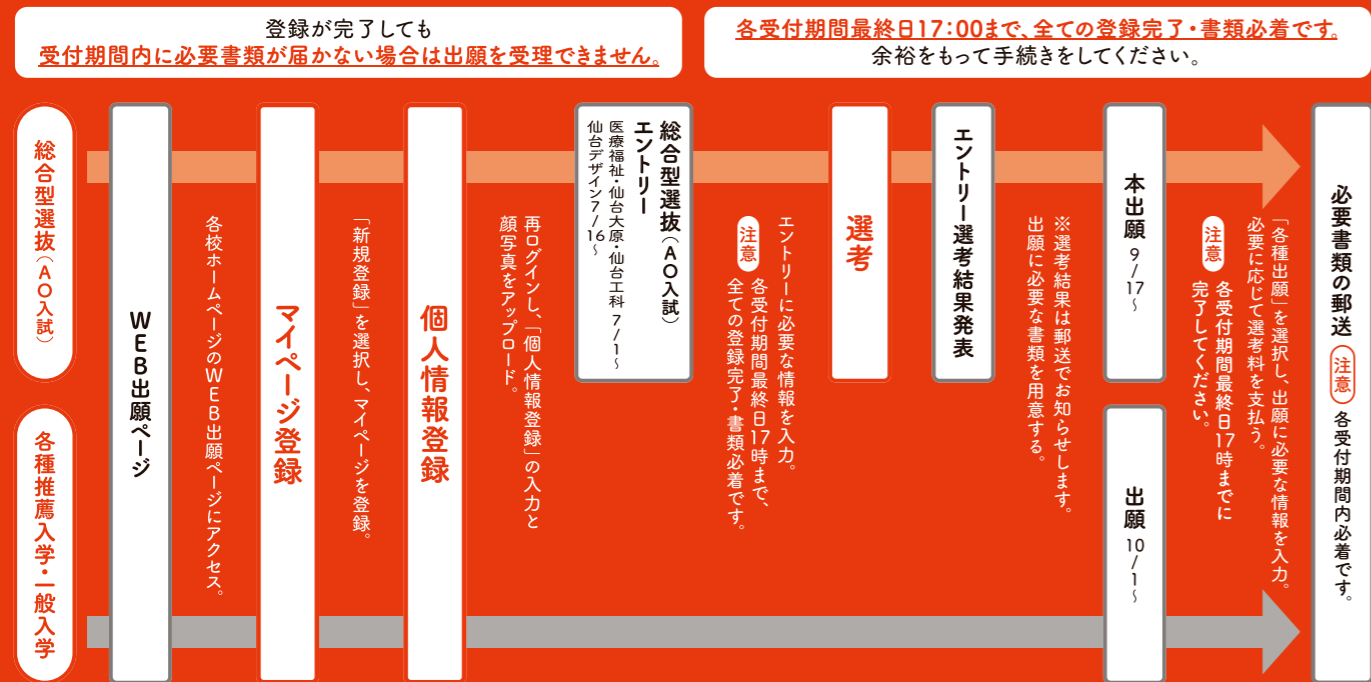 登録が完了しても
受付期間内に必要書類が届かない場合は出願を受理できません。
各受付期間最終日17:00まで、全ての登録完了・書類必着です。
余裕をもって手続きをしてください。
総合型選抜（AO入試）
各種推薦入学・一般入学
WEB出願ページ
各校ホームページのWEB出願ページにアクセス。
マイページ登録
「新規登録」を選択し、マイページを登録。
個人情報登録
再ログインし、「個人情報登録」の入力と
顔写真をアップロード。
総合型選抜（AO入試）
エントリー
医療福祉・仙台大原・仙台工科 7/1～
仙台デザイン7/16～
エントリーに必要な情報を入力。
注意 各受付期間最終日17時まで、
全ての登録完了・書類必着です。
選考
エントリー選考結果発表
※選考結果は郵送でお知らせします。
出願に必要な書類を用意する。
本出願 9/17～
出願 10/1～
「各種出願」を選択し、出願に必要な情報を入力。
必要に応じて選考料を支払う。
注意 各受付期間最終日17時までに
完了してください。
必要書類の郵送 注意 各受付期間内必着です。